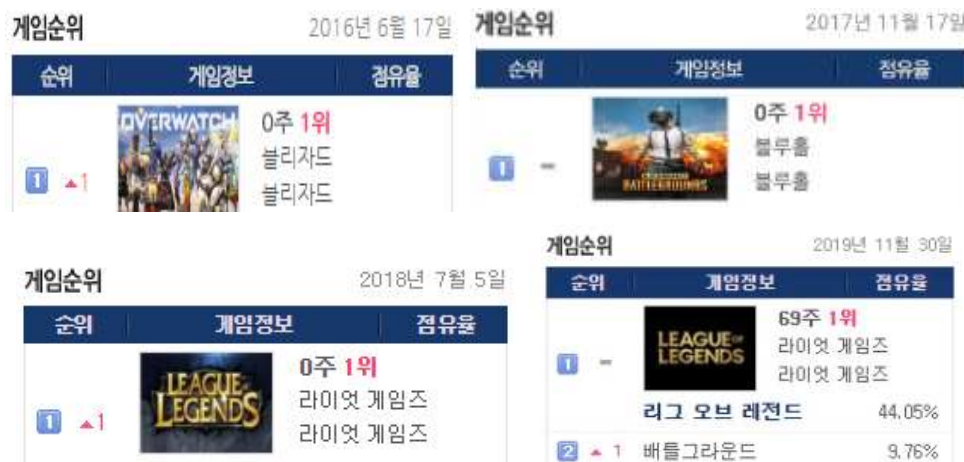 게임순위 2016년 6월 17일
순위 게임정보 점유율
OVERWATCH
0주 1위
1 ▲1 블리자드
블리자드
게임순위 2017년 11월 17일
순위 게임정보 점유율
0주 1위
1 - 블루홀
BATTLEGROUNDS
블루홀
게임순위 2018년 7월 5일
순위 게임정보 점유율
0주 1위
LEAGUE OF
LEGENDS
라이엇 게임즈
1 ▲1 라이엇 게임즈
게임순위 2019년 11월 30일
순위 게임정보 점유율
69주 1위
LEAGUE OF
LEGENDS
라이엇 게임즈
1 - 라이엇 게임즈
리그 오브 레전드 44.05%
2 ▲ 1 배틀그라운드 9.76%